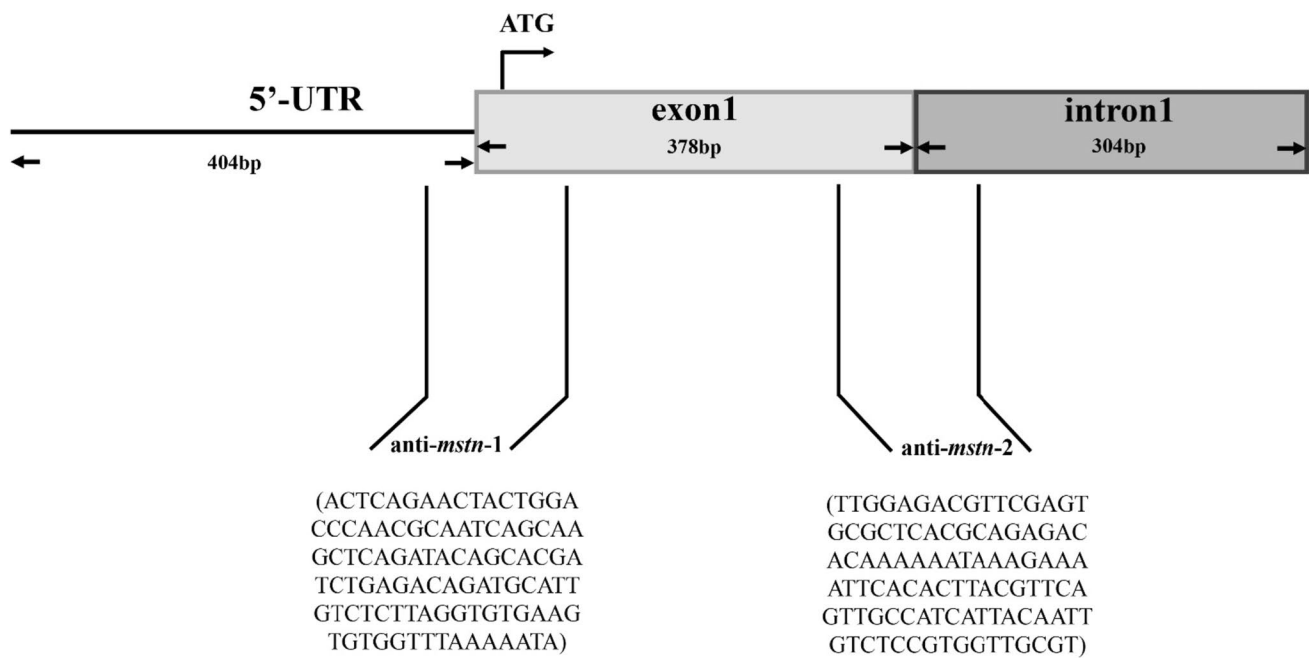 ATG
5'-UTR
exon1
intron1
404bp
378bp
304bp
anti-mstn-1
anti-mstn-2
(ACTCAGAACTACTGGA
CCCAACGCAATCAGCAA
GCTCAGATACAGCACGA
TCTGAGACAGATGCATT
GTCTCTTAGGTGTGAAG
TGTGGTTTAAAAATA)
(TTGGAGACGTTCGAGT
GCGCTCACGCAGAGAC
ACAAAAAATAAAGAAA
ATTCACACTTACGTTCA
GTTGCCATCATTACAATT
GTCTCCGTGGTTGCGT)